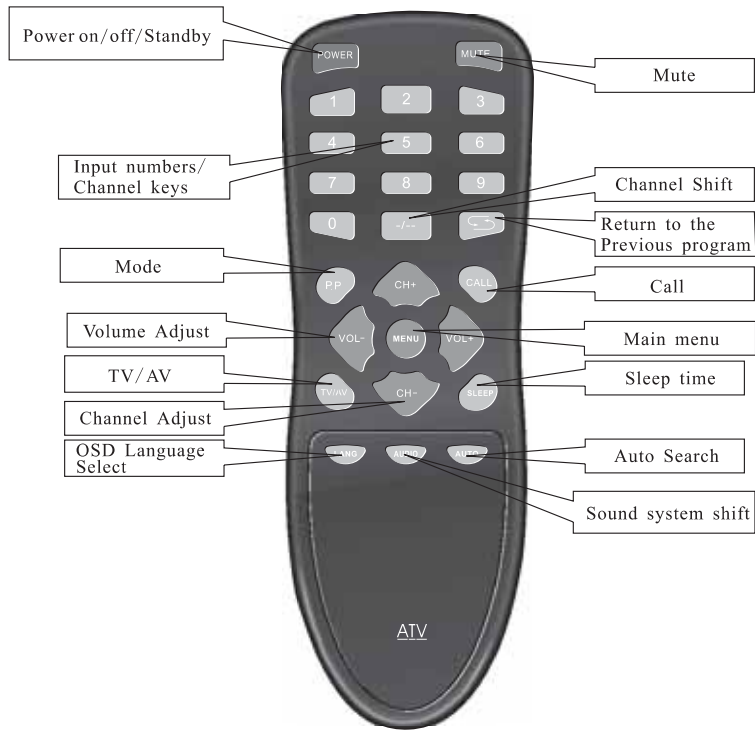 Power on/off/Standby
POWER
MUTE
Mute
1
2
3
4
5
6
Input numbers/
Channel keys
7
8
9
Channel Shift
0
-/--
Return to the
Previous program
Mode
P.P
CH+
CALL
Call
Volume Adjust
VOL-
MENU
VOL+
Main menu
TV/AV
TV/AV
CH-
SLEEP
Sleep time
Channel Adjust
OSD Language
Select
LANG
AUDIO
AUTO
Auto Search
Sound system shift
ATV